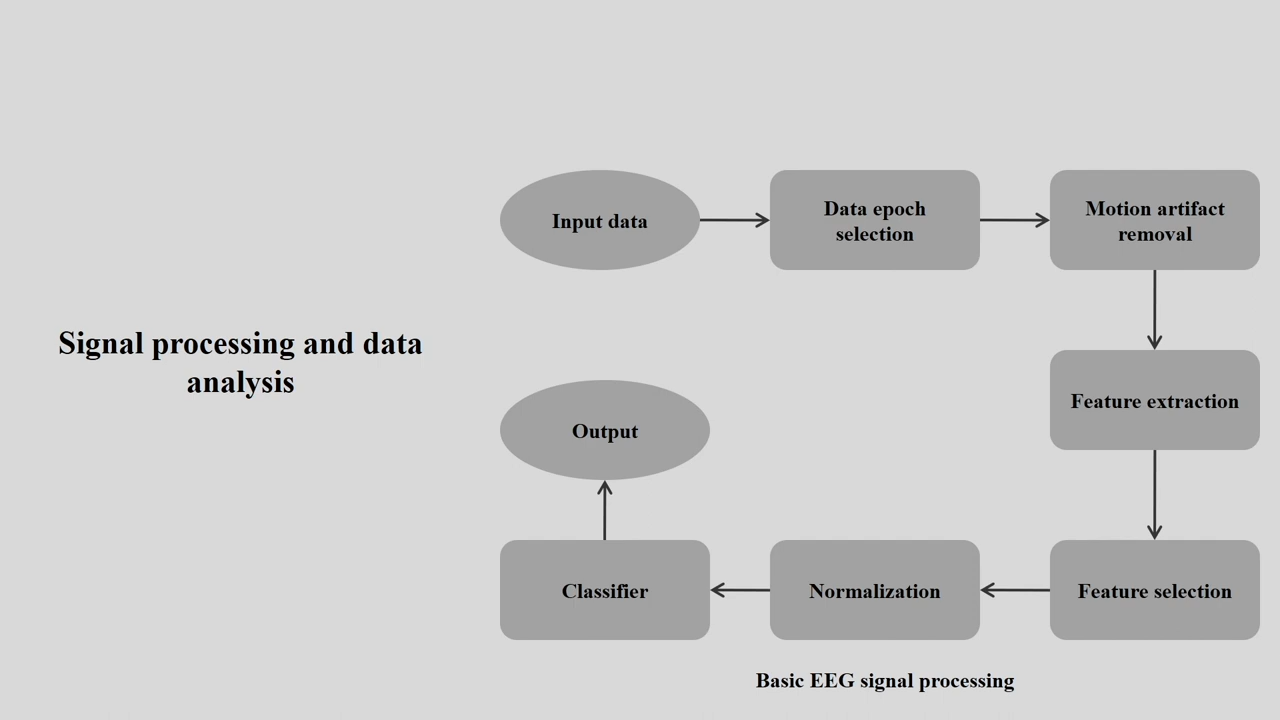 Signal processing and data
analysis
Input data
Data epoch
selection
Motion artifact
removal
Feature extraction
Feature selection
Normalization
Classifier
Output
Basic EEG signal processing